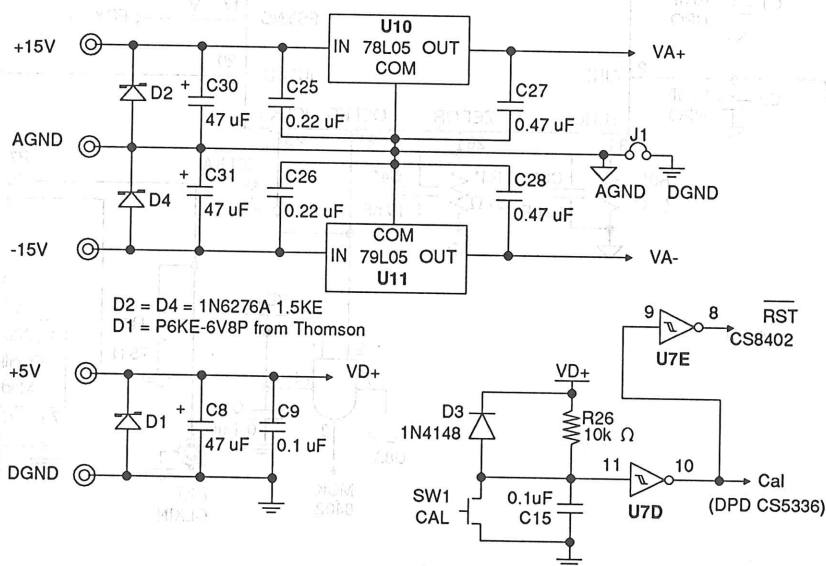 U10
+15V
IN 78L05 OUT
COM
VA+
D2
+
C30
47 uF
C25
0.22 uF
C27
0.47 uF
J1
AGND
AGND
DGND
D4
+
C31
47 uF
C26
0.22 uF
C28
0.47 uF
COM
-15V
IN 79L05 OUT
U11
VA-
D2 = D4 = 1N6276A 1.5KE
D1 = P6KE-6V8P from Thomson
+5V
VD+
D1
+
C8
47 uF
C9
0.1 uF
DGND
9
8
RST
CS8402
U7E
VD+
D3
1N4148
R26
10k Ω
11
10
Cal
U7D
(DPD CS5336)
SW1
CAL
0.1uF
C15